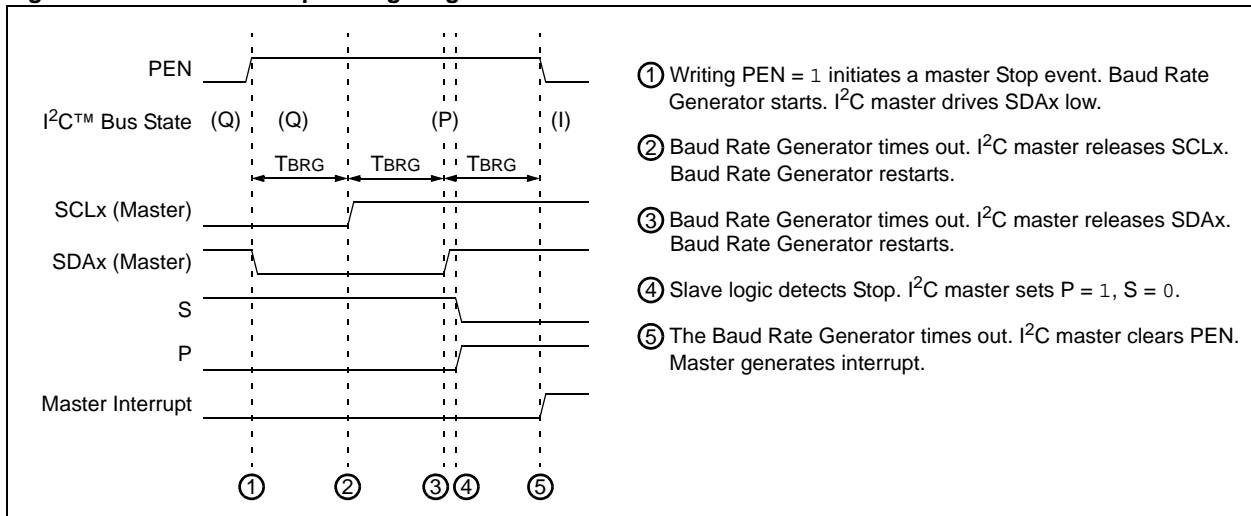 PEN
I2C™ Bus State (Q) (Q) (P) (I)
TBRG TBRG TBRG
SCLx (Master)
SDAx (Master)
S
P
Master Interrupt
1 2 3 4 5
1 Writing PEN = 1 initiates a master Stop event. Baud Rate
Generator starts. I2C master drives SDAx low.
2 Baud Rate Generator times out. I2C master releases SCLx.
Baud Rate Generator restarts.
3 Baud Rate Generator times out. I2C master releases SDAx.
Baud Rate Generator restarts.
4 Slave logic detects Stop. I2C master sets P = 1, S = 0.
5 The Baud Rate Generator times out. I2C master clears PEN.
Master generates interrupt.